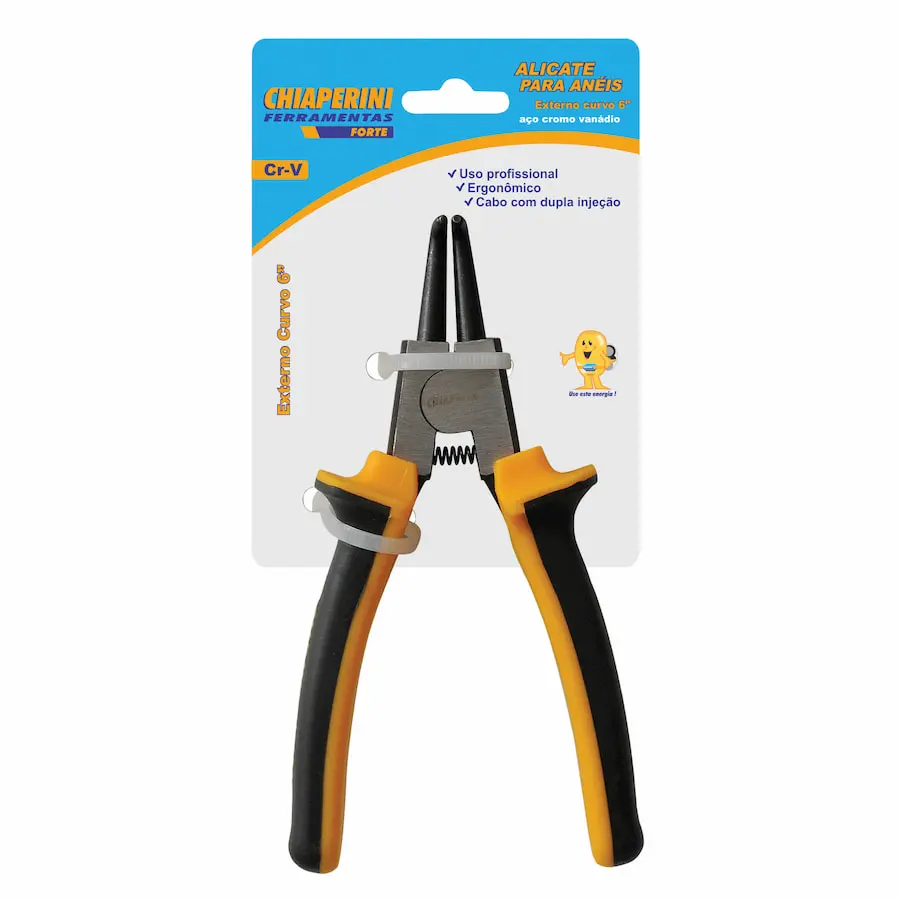 CHIAPERINI
FERRAMENTAS
FORTE
ALICATE
PARA ANÉIS
Externo curvo 6"
aço cromo vanádio
Cr-V
Uso profissional
Ergonômico
Cabo com dupla injeção
Externo Curvo 6"
CHIAPERINI
Use esta energia !